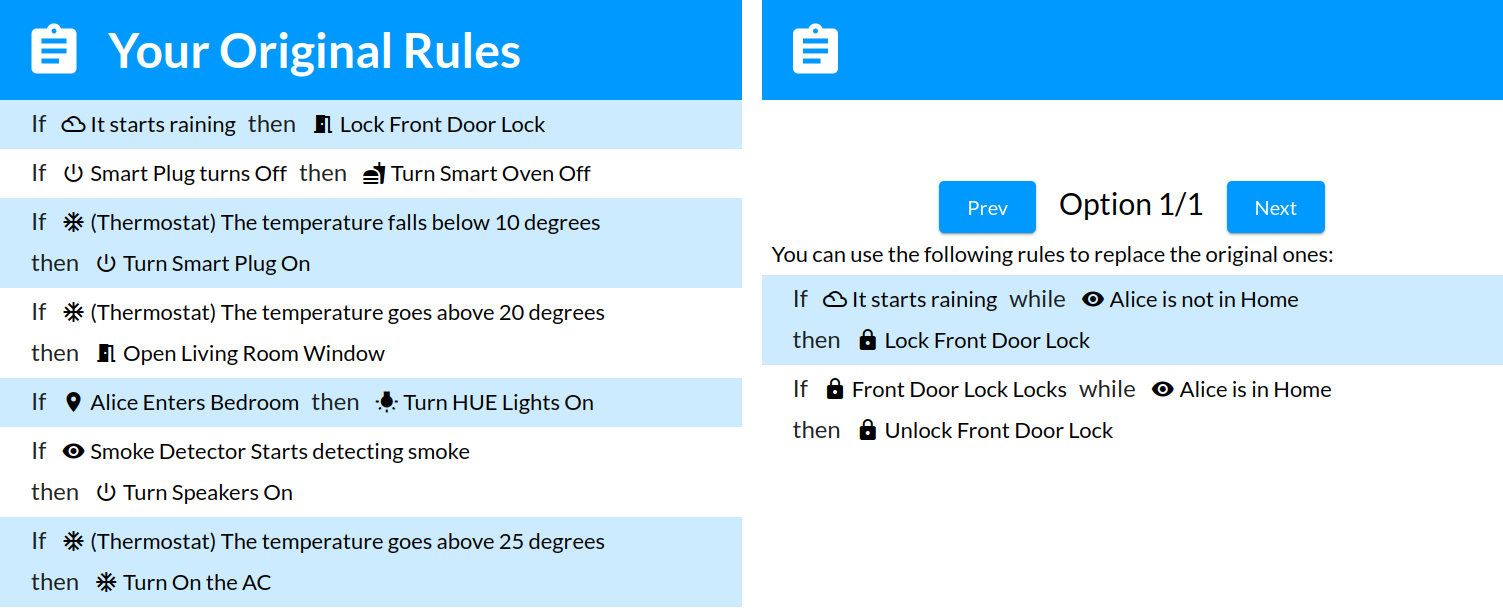 Your Original Rules
If It starts raining then Lock Front Door Lock
If Smart Plug turns Off then Turn Smart Oven Off
If (Thermostat) The temperature falls below 10 degrees
then Turn Smart Plug On
If (Thermostat) The temperature goes above 20 degrees
then Open Living Room Window
If Alice Enters Bedroom then Turn HUE Lights On
If Smoke Detector Starts detecting smoke
then Turn Speakers On
If (Thermostat) The temperature goes above 25 degrees
then Turn On the AC
Prev Option 1/1 Next
You can use the following rules to replace the original ones:
If It starts raining while Alice is not in Home
then Lock Front Door Lock
If Front Door Lock Locks while Alice is in Home
then Unlock Front Door Lock